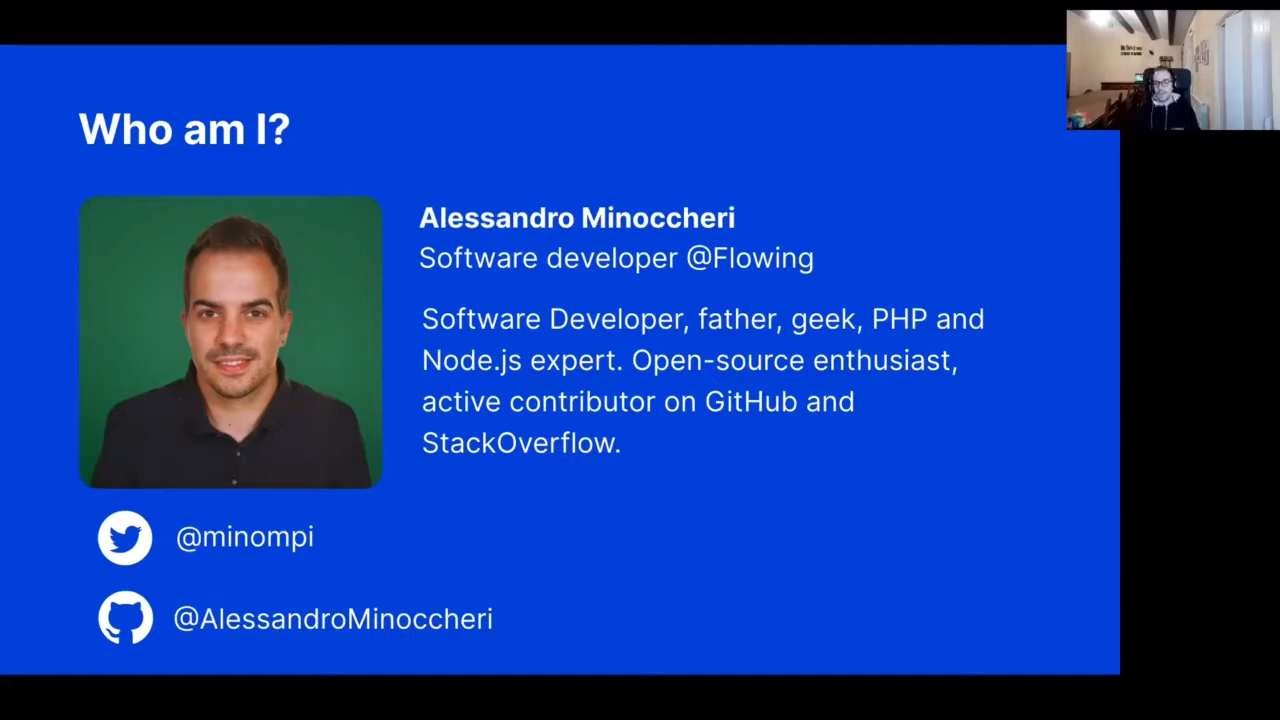 Who am I?
Alessandro Minoccheri
Software developer @Flowing
Software Developer, father, geek, PHP and
Node.js expert. Open-source enthusiast,
active contributor on GitHub and
StackOverflow.
@minompi
@AlessandroMinoccheri